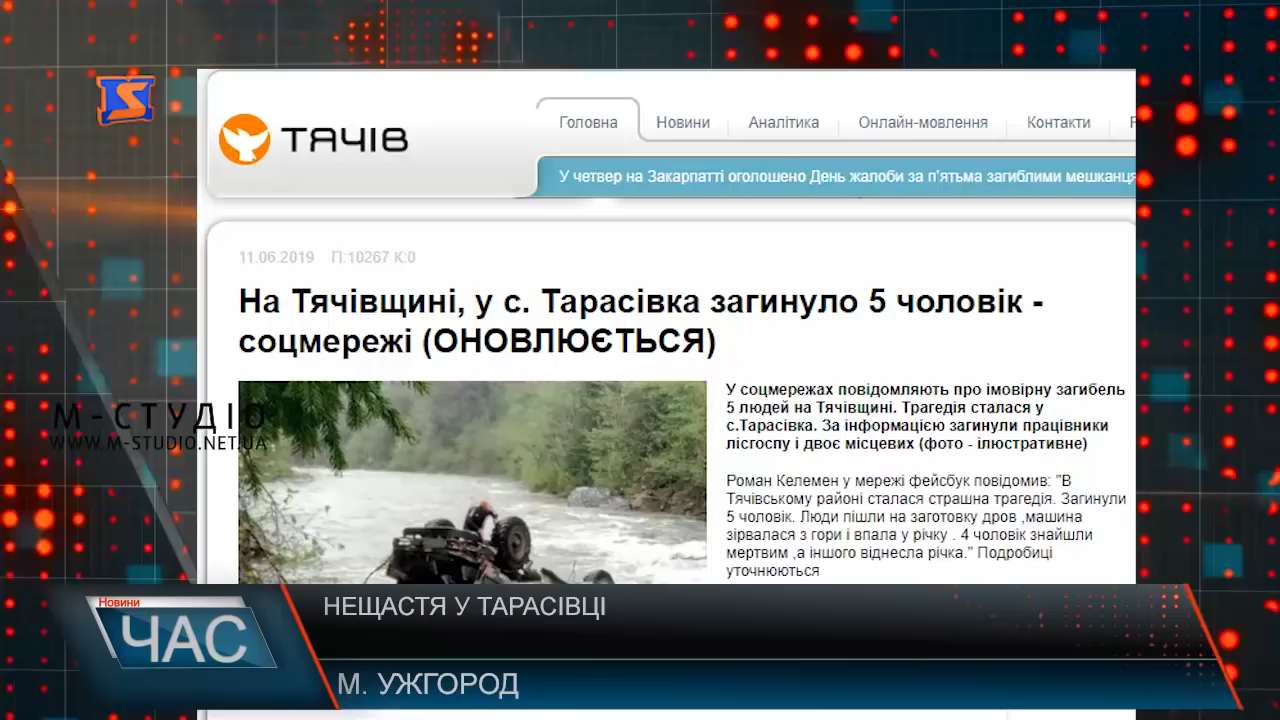 ТАЧІВ
Головна Новини Аналітика Онлайн-мовлення Контакти
У четвер на Закарпатті оголошено День жалоби за п'ятьма загиблими мешканця
11.06.2019 П:10267 К:0
На Тячівщині, у с. Тарасівка загинуло 5 чоловік -
соцмережі (ОНОВЛЮЄТЬСЯ)
У соцмережах повідомляють про імовірну загибель
5 людей на Тячівщині. Трагедія сталася у
с.Тарасівка. За інформацією загинули працівники
лісгоспу і двоє місцевих (фото - ілюстративне)
Роман Келемен у мережі фейсбук повідомив: "В
Тячівському районі сталася страшна трагедія. Загинули
5 чоловік. Люди пішли на заготовку дров ,машина
зірвалася з гори і впала у річку . 4 чоловік знайшли
мертвим ,а іншого віднесла річка." Подробиці
уточнюються
М-СТУДІО
WWW.M-STUDIO.NET.UA
Новини
ЧАС
НЕЩАСТЯ У ТАРАСІВЦІ
М. УЖГОРОД